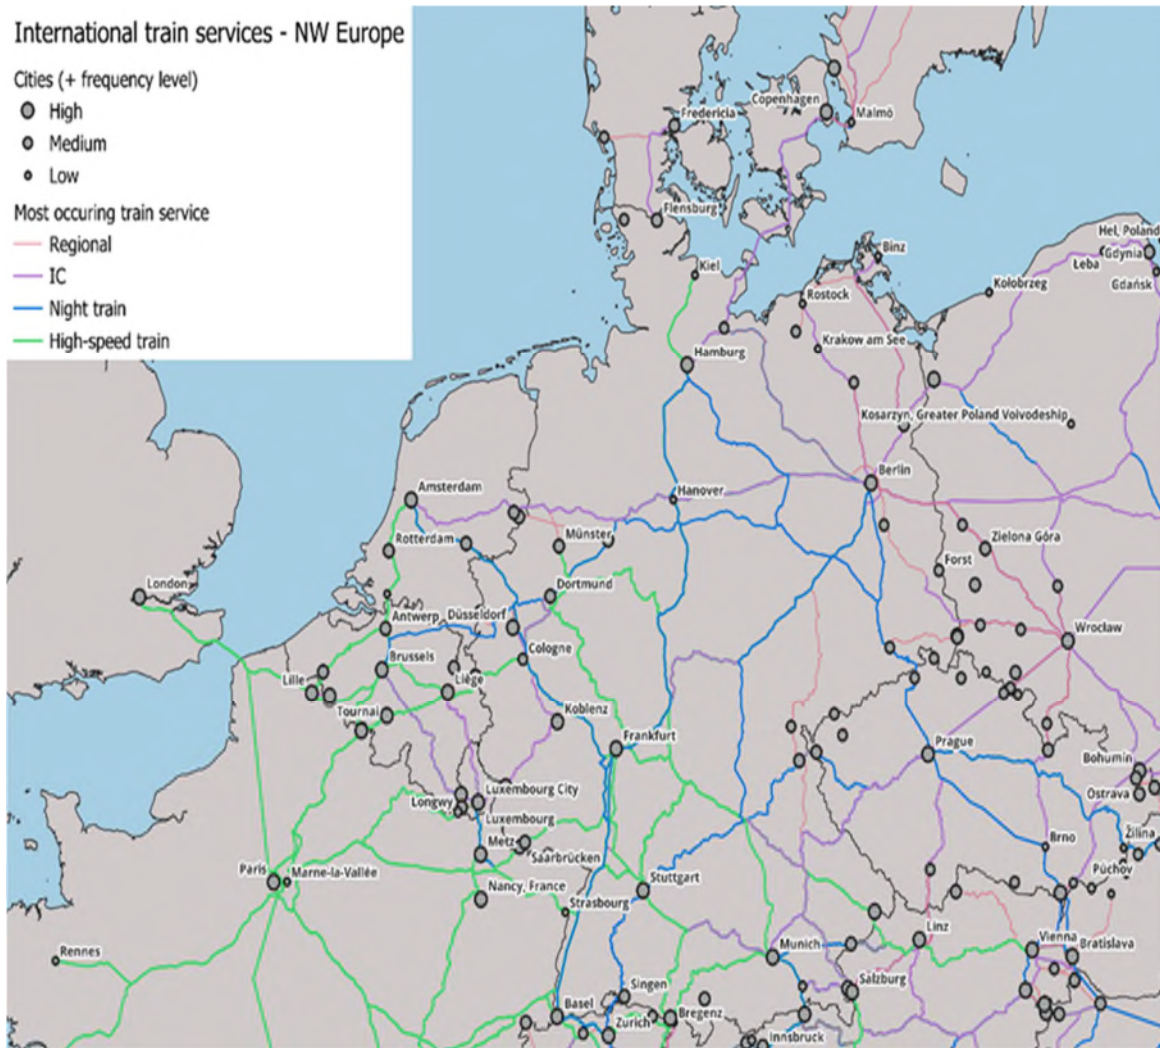 International train services - NW Europe
Cities (+ frequency level)
High
Medium
Low
Most occuring train service
Regional
IC
Night train
High-speed train
Copenhagen
Fredericia
Malmö
Flensburg
Hel, Poland
Binz
Łeba
Gdynia
Kiel
Kołobrzeg
Gdańsk
Rostock
Krakow am See
Hamburg
Kosarzyn, Greater Poland Voivodeship
Berlin
Amsterdam
Hanover
Rotterdam
Münster
Zielona Góra
Forst
London
Dortmund
Antwerp
Düsseldorf
Wrocław
Cologne
Brussels
Lille
Liège
Tournai
Koblenz
Frankfurt
Prague
Bohumín
Luxembourg City
Ostrava
Longwy
Luxembourg
Metz
Brno
Žilina
Saarbrücken
Paris
Marne-la-Vallée
Púchov
Stuttgart
Nancy, France
Strasbourg
Linz
Rennes
Munich
Vienna
Bratislava
Salzburg
Singen
Basel
Zurich
Bregenz
Innsbruck